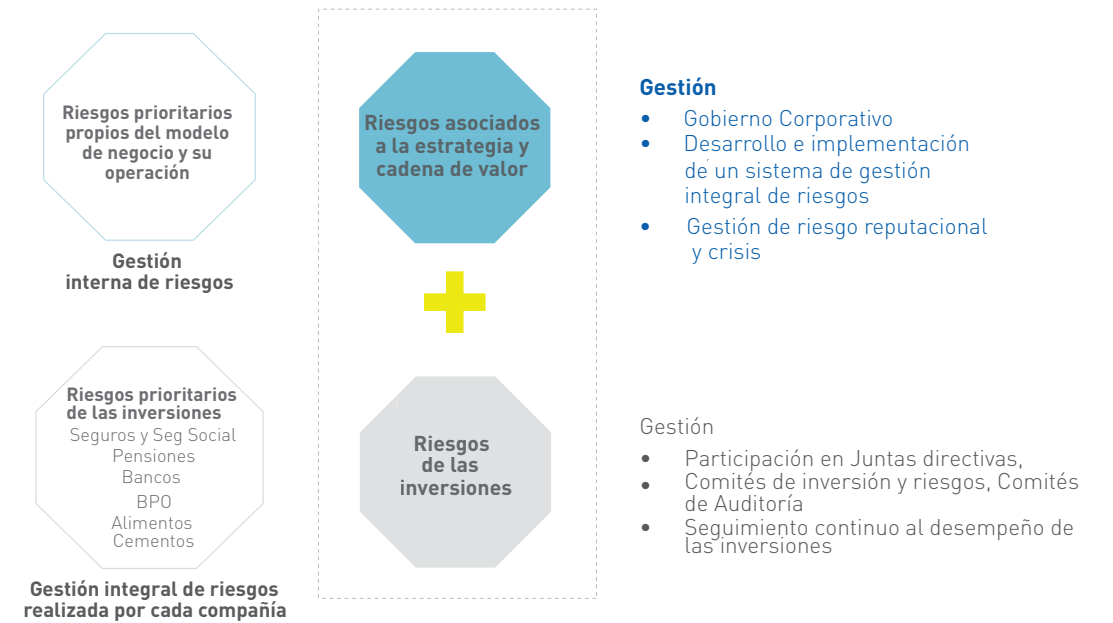 Riesgos prioritarios
propios del modelo
de negocio y su
operación
Gestión
interna de riesgos
Riesgos asociados
a la estrategia y
cadena de valor
Gestión
• Gobierno Corporativo
• Desarrollo e implementación
de un sistema de gestión
integral de riesgos
• Gestión de riesgo reputacional
y crisis
Riesgos prioritarios
de las inversiones
Seguros y Seg Social
Pensiones
Bancos
BPO
Alimentos
Cementos
Gestión integral de riesgos
realizada por cada compañía
Riesgos
de las
inversiones
Gestión
• Participación en Juntas directivas,
• Comités de inversión y riesgos, Comités
de Auditoría
• Seguimiento continuo al desempeño de
las inversiones